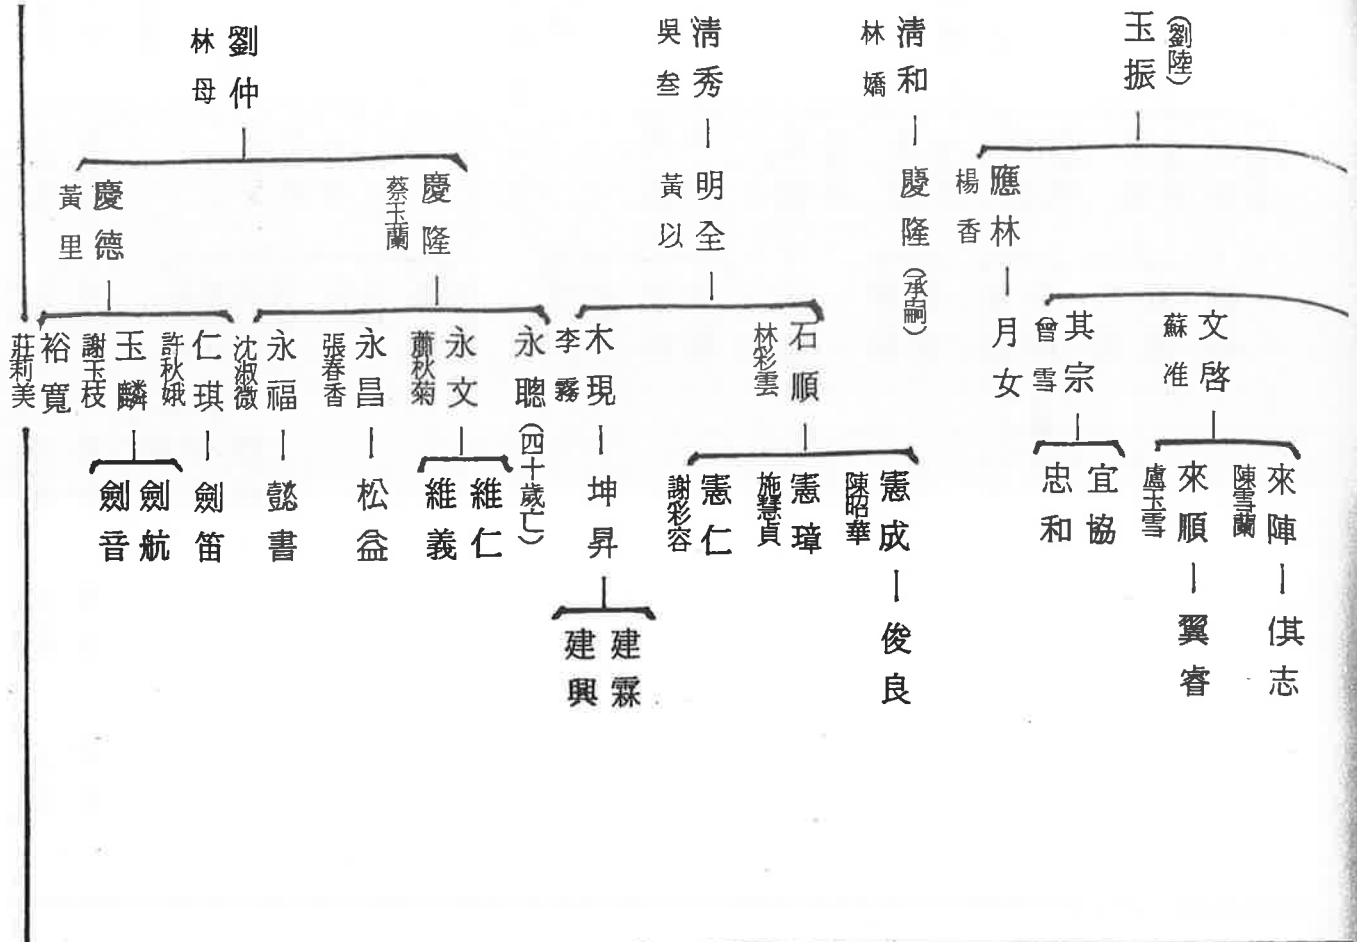 (劉陸)
玉振
清和
林嬌
清秀
吳叁
劉仲
林母
應林
楊香
慶隆(承嗣)
明全
黃以
慶隆
蔡玉蘭
慶德
黃里
文啓
蘇准
其宗
(曾雪)
月女
石順
林彩雲
木現
李霧
永聰(四十歲亡)
永文
蕭秋菊
永昌
張春香
永福
沈淑微
仁琪
許秋娥
玉麟
謝玉枝
裕寬
莊莉美
來陣
陳雪蘭
來順
盧玉雪
宜協
忠和
憲成
陳昭華
憲璋
施慧貞
憲仁
謝彩容
坤昇
維仁
維義
松益
懿書
劍笛
劍航
劍音
倛志
翼睿
俊良
建霖
建興